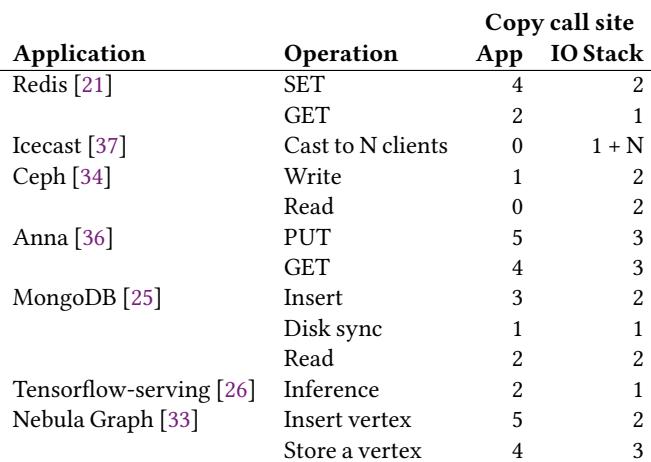 Copy call site
Application Operation App IO Stack
Redis [21] SET 4 2
GET 2 1
Icecast [37] Cast to N clients 0 1 + N
Ceph [34] Write 1 2
Read 0 2
Anna [36] PUT 5 3
GET 4 3
MongoDB [25] Insert 3 2
Disk sync 1 1
Read 2 2
Tensorflow-serving [26] Inference 2 1
Nebula Graph [33] Insert vertex 5 2
Store a vertex 4 3